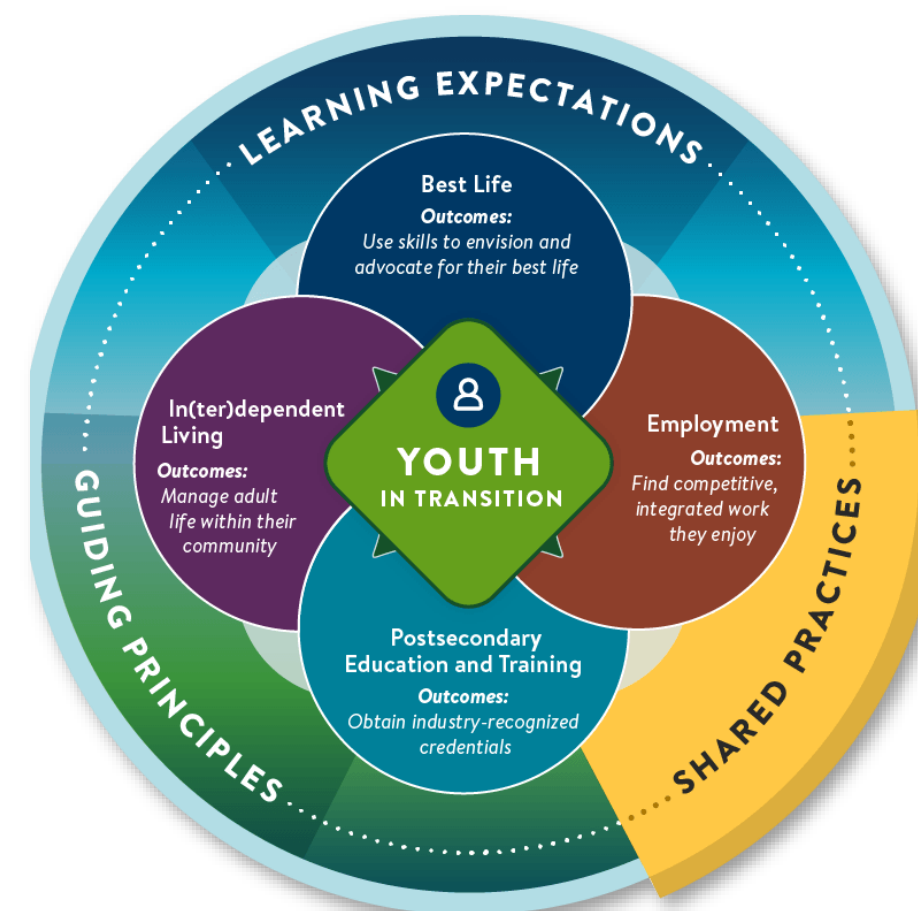 LEARNING EXPECTATIONS
Best Life
Outcomes:
Use skills to envision and
advocate for their best life
In(ter)dependent
Living
Outcomes:
Manage adult
life within their
community
YOUTH
IN TRANSITION
Employment
Outcomes:
Find competitive,
integrated work
they enjoy
Postsecondary
Education and Training
Outcomes:
Obtain industry-recognized
credentials
GUIDING PRINCIPLES
SHARED PRACTICES